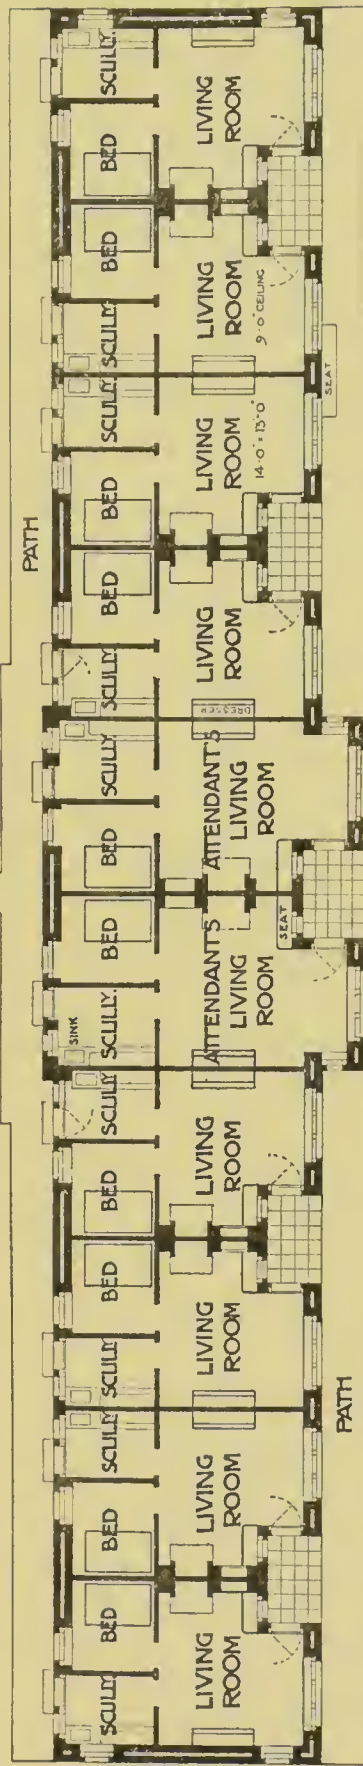 PATH
SINK
SCULLY BED BED SCULLY SCULLY BED BED SCULLY SCULLY BED BED SCULLY SCULLY BED BED SCULLY SCULLY BED BED SCULLY
LIVING ROOM
LIVING ROOM
LIVING ROOM
LIVING ROOM
ATTENDANT'S
LIVING
ROOM
ATTENDANT'S
LIVING
ROOM
DRESSER
LIVING
ROOM
LIVING
ROOM
14'-0" × 13'-0"
LIVING
ROOM
9'-0" CEILING
LIVING
ROOM
SEAT
SEAT
PATH